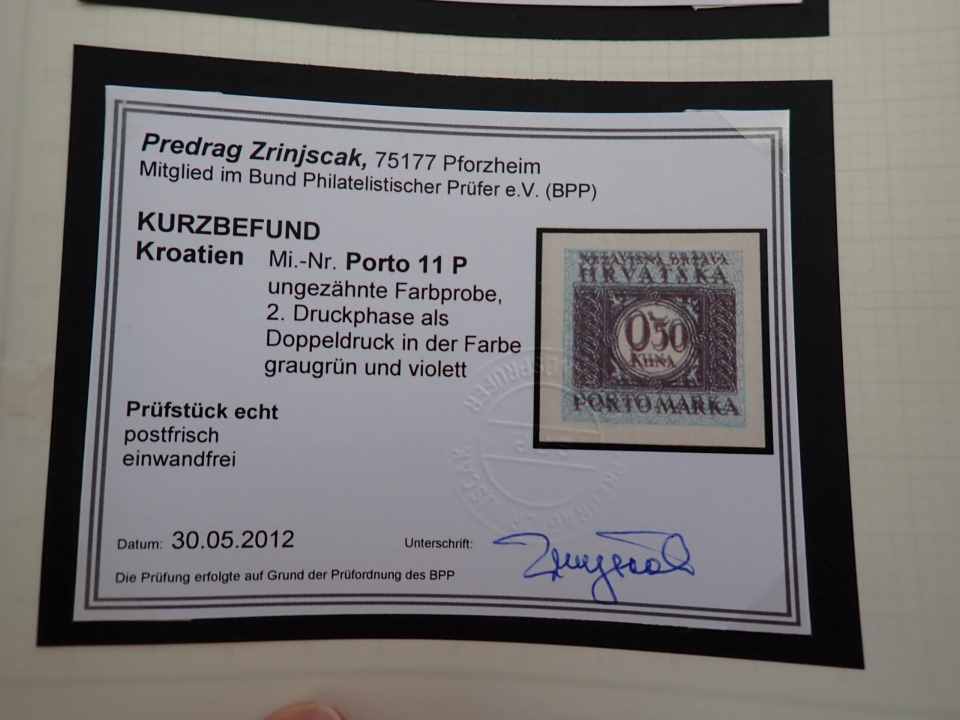 Predrag Zrinjscak, 75177 Pforzheim
Mitglied im Bund Philatelistischer Prüfer e.V. (BPP)
KURZBEFUND
Kroatien Mi.-Nr. Porto 11 P
ungezähnte Farbprobe,
2. Druckphase als
Doppeldruck in der Farbe
graugrün und violett
NEZAVISNA DRŽAVA
HRVATSKA
0.50
KUNA
PORTO MARKA
Prüfstück echt
postfrisch
einwandfrei
Datum: 30.05.2012
Unterschrift:
Die Prüfung erfolgte auf Grund der Prüfordnung des BPP